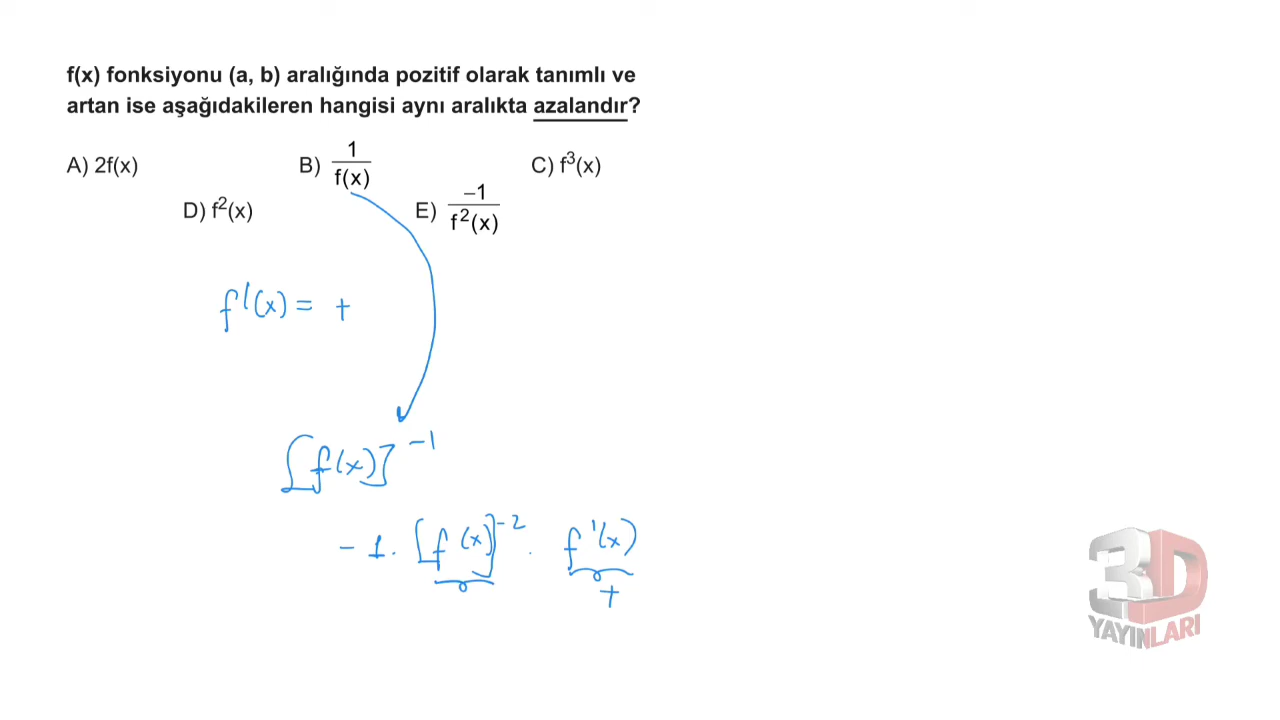 f(x) fonksiyonu (a, b) aralığında pozitif olarak tanımlı ve
artan ise aşağıdakileren hangisi aynı aralıkta azalandır?
A) 2f(x) B) 1/f(x) C) f³(x)
D) f²(x) E) –1/f²(x)
f'(x) = +
[f(x)]⁻¹
-1. [f(x)]⁻² . f'(x)
+
3D
YAYINLARI